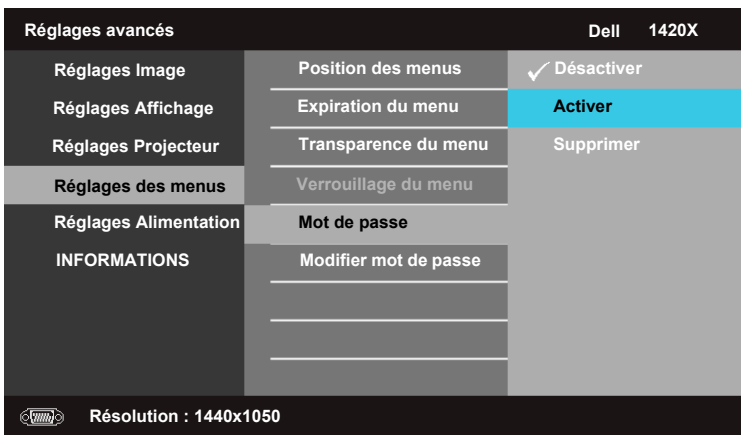 Réglages avancés
Dell 1420X
Réglages Image
Réglages Affichage
Réglages Projecteur
Réglages des menus
Réglages Alimentation
INFORMATIONS
Position des menus
Expiration du menu
Transparence du menu
Verrouillage du menu
Mot de passe
Modifier mot de passe
Désactiver
Activer
Supprimer
Résolution : 1440x1050